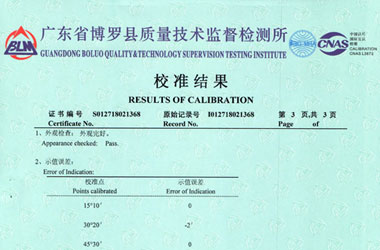 广东省博罗县质量技术监督检测所
BLM
GUANGDONG BOLUO QUALITY&TECHNOLOGY SUPERVISION TESTING INSTITUTE
CNAS
CALIBRATION
校准结果
RESULTS OF CALIBRATION
证书编号 S012718021368 原始记录号 I012718021368 第 3 页,共 3 页
Certificate No. Record No. Page of
1、外观检查: 外观完好。
Appearance checked: Pass.
2、示值误差:
Error of Indication:
校准点 示值误差
Points calibrated Error of Indication
15°10′ 0
30°20′ -2′
45°30′ 0